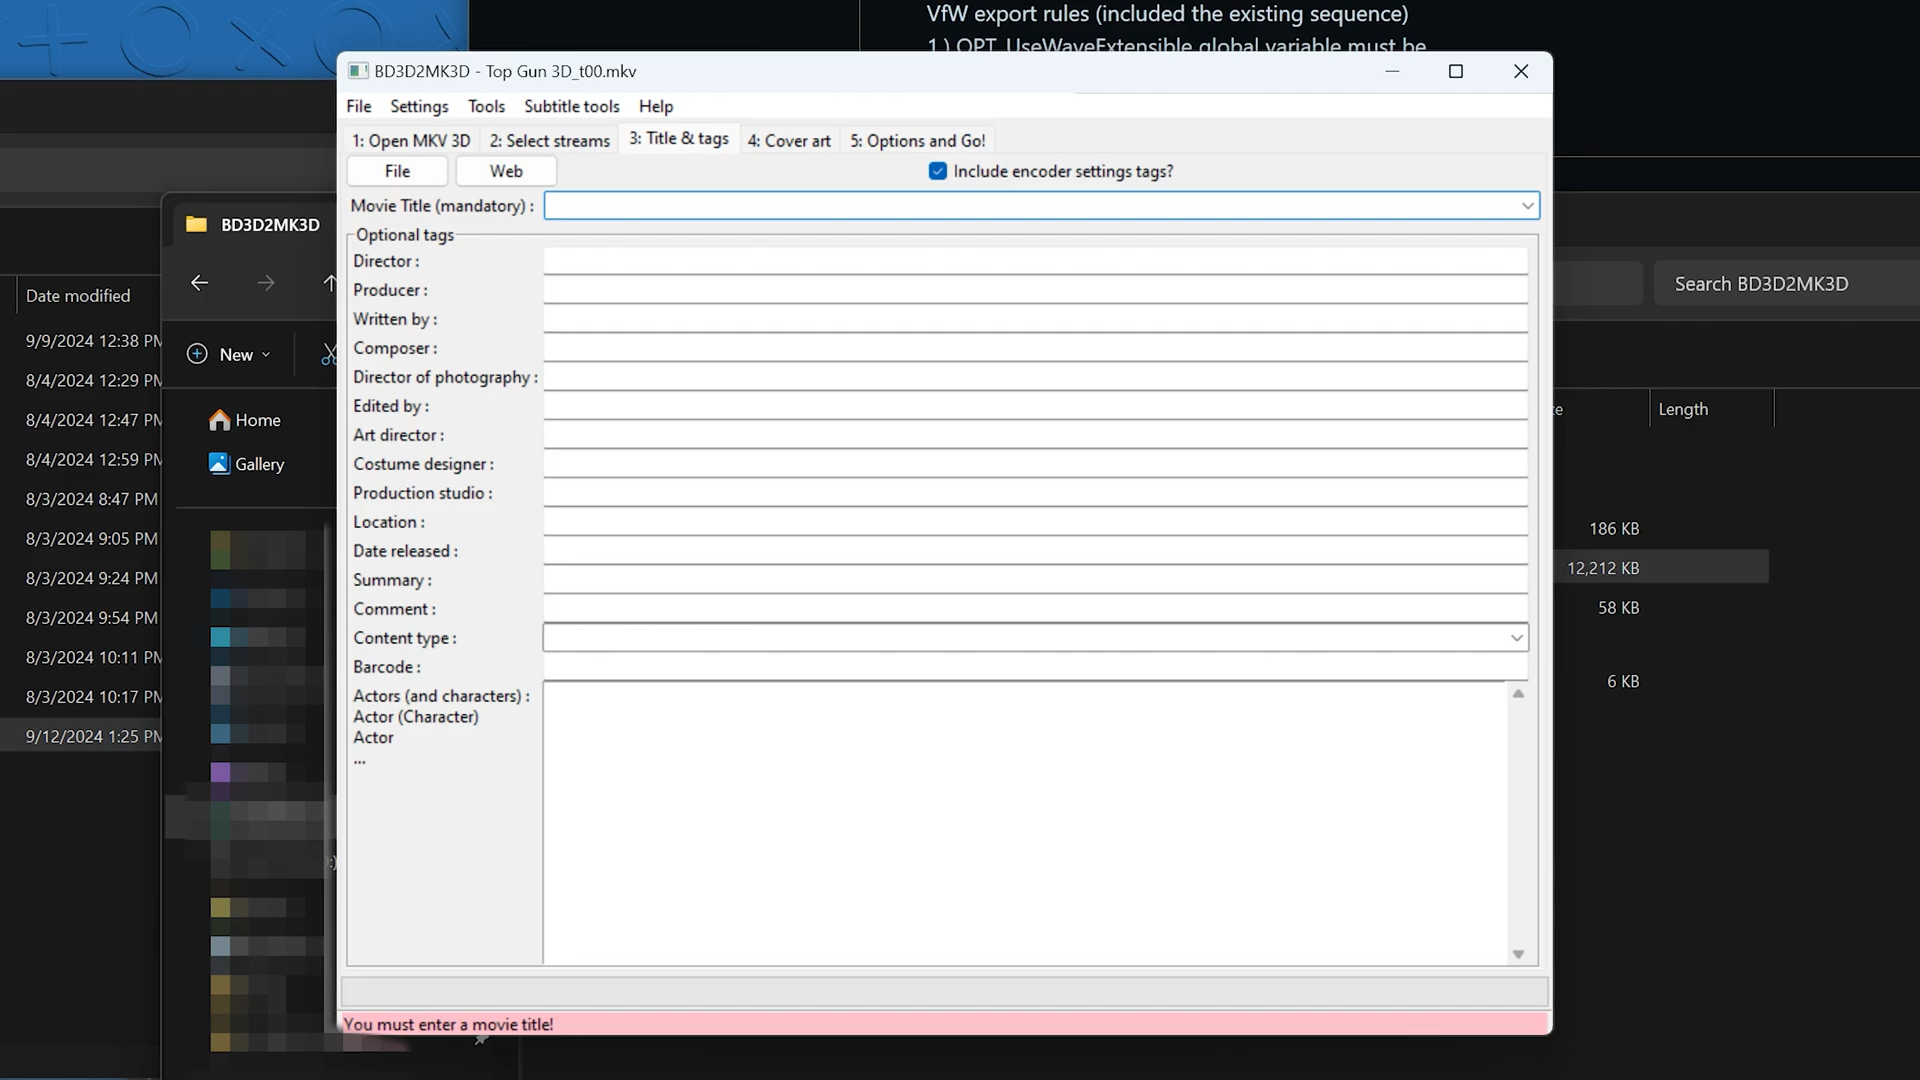 VfW export rules (included the existing sequence)
1.) OPT_UseWaveExtensible global variable must be
BD3D2MK3D - Top Gun 3D_t00.mkv
File Settings Tools Subtitle tools Help
1: Open MKV 3D 2: Select streams 3: Title & tags 4: Cover art 5: Options and Go!
File Web Include encoder settings tags?
Movie Title (mandatory) :
Optional tags
Director :
Producer :
Written by :
Composer :
Director of photography :
Edited by :
Art director :
Costume designer :
Production studio :
Location :
Date released :
Summary :
Comment :
Content type :
Barcode :
Actors (and characters) :
Actor (Character)
Actor
...
You must enter a movie title!
BD3D2MK3D
New
Home
Gallery
:)
Date modified
9/9/2024 12:38 PM
8/4/2024 12:29 PM
8/4/2024 12:47 PM
8/4/2024 12:59 PM
8/3/2024 8:47 PM
8/3/2024 9:05 PM
8/3/2024 9:24 PM
8/3/2024 9:54 PM
8/3/2024 10:11 PM
8/3/2024 10:17 PM
9/12/2024 1:25 PM
Search BD3D2MK3D
ze Length
186 KB
12,212 KB
58 KB
6 KB